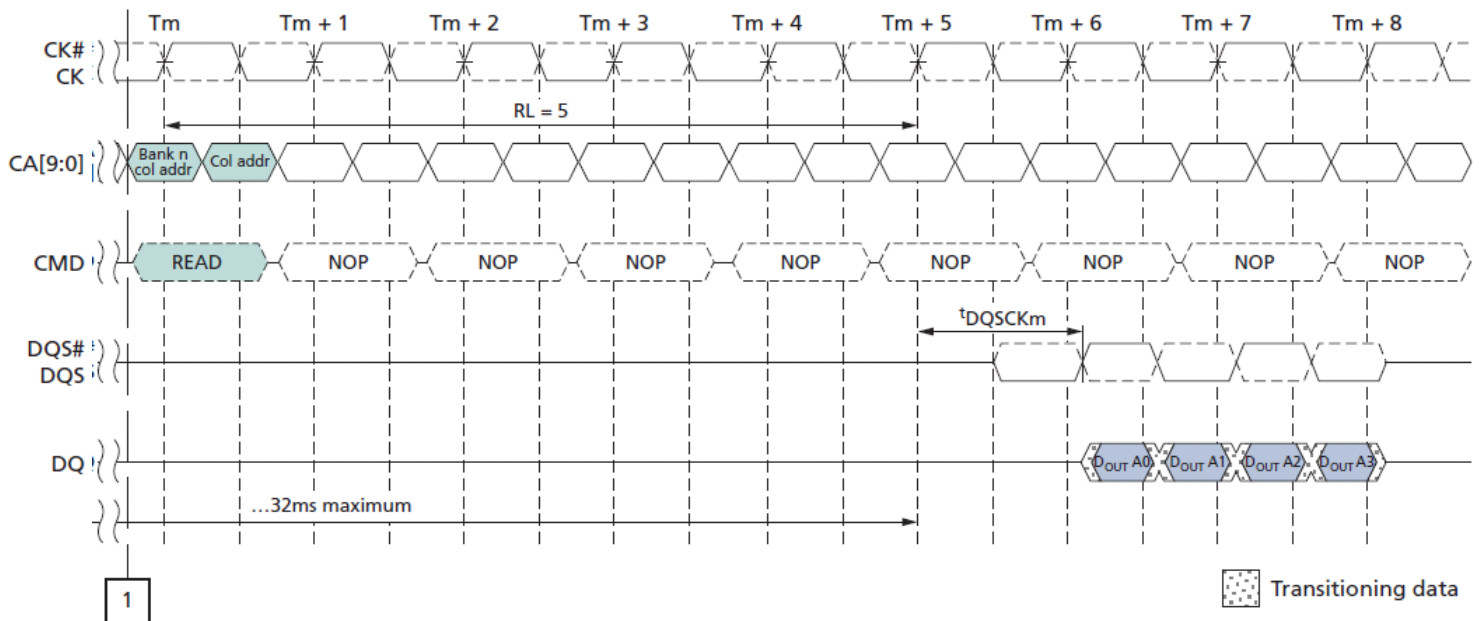 Tm Tm + 1 Tm + 2 Tm + 3 Tm + 4 Tm + 5 Tm + 6 Tm + 7 Tm + 8
CK#
CK
RL = 5
CA[9:0] Bank n col addr Col addr
CMD READ NOP NOP NOP NOP NOP NOP NOP NOP
tDQSCKm
DQS#
DQS
DQ DOUT A0 DOUT A1 DOUT A2 DOUT A3
…32ms maximum
1
Transitioning data